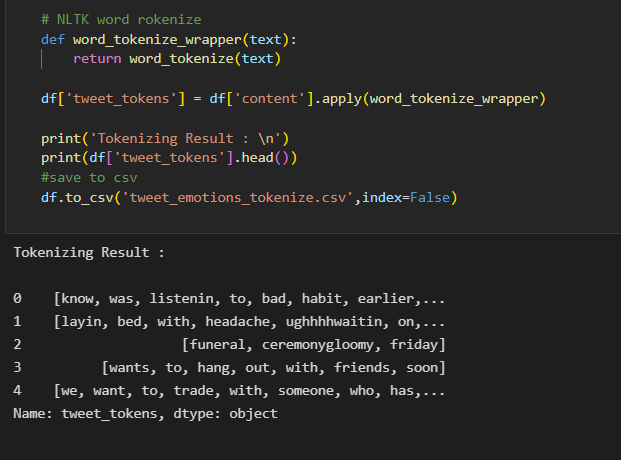 # NLTK word rokenize
def word_tokenize_wrapper(text):
    return word_tokenize(text)
df['tweet_tokens'] = df['content'].apply(word_tokenize_wrapper)
print('Tokenizing Result : \n')
print(df['tweet_tokens'].head())
#save to csv
df.to_csv('tweet_emotions_tokenize.csv',index=False)
Tokenizing Result :
0    [know, was, listenin, to, bad, habit, earlier,...
1    [layin, bed, with, headache, ughhhhwaitin, on,...
2                    [funeral, ceremonygloomy, friday]
3          [wants, to, hang, out, with, friends, soon]
4    [we, want, to, trade, with, someone, who, has,...
Name: tweet_tokens, dtype: object